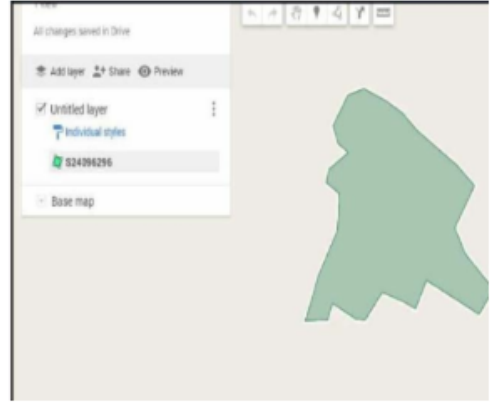 All changes saved in Drive
Add layer Share Preview
Untitled layer
Individual styles
S24096296
Base map